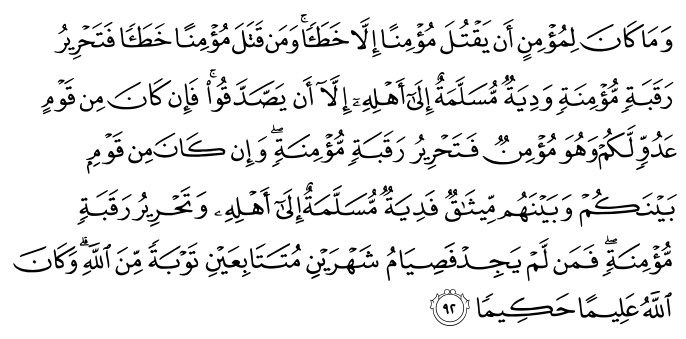 وَمَا كَانَ لِمُؤْمِنٍ أَن يَقْتُلَ مُؤْمِنًا إِلَّا خَطَـًٔا ۚ وَمَن قَتَلَ مُؤْمِنًا خَطَـًٔا فَتَحْرِيرُ
رَقَبَةٍ مُّؤْمِنَةٍ وَدِيَةٌ مُّسَلَّمَةٌ إِلَىٰٓ أَهْلِهِۦٓ إِلَّآ أَن يَصَّدَّقُوا۟ ۚ فَإِن كَانَ مِن قَوْمٍ
عَدُوٍّ لَّكُمْ وَهُوَ مُؤْمِنٌ فَتَحْرِيرُ رَقَبَةٍ مُّؤْمِنَةٍ ۖ وَإِن كَانَ مِن قَوْمٍۭ
بَيْنَكُمْ وَبَيْنَهُم مِّيثَـٰقٌ فَدِيَةٌ مُّسَلَّمَةٌ إِلَىٰٓ أَهْلِهِۦ وَتَحْرِيرُ رَقَبَةٍ
مُّؤْمِنَةٍ ۖ فَمَن لَّمْ يَجِدْ فَصِيَامُ شَهْرَيْنِ مُتَتَابِعَيْنِ تَوْبَةً مِّنَ ٱللَّهِ ۗ وَكَانَ
ٱللَّهُ عَلِيمًا حَكِيمًا ٩٢